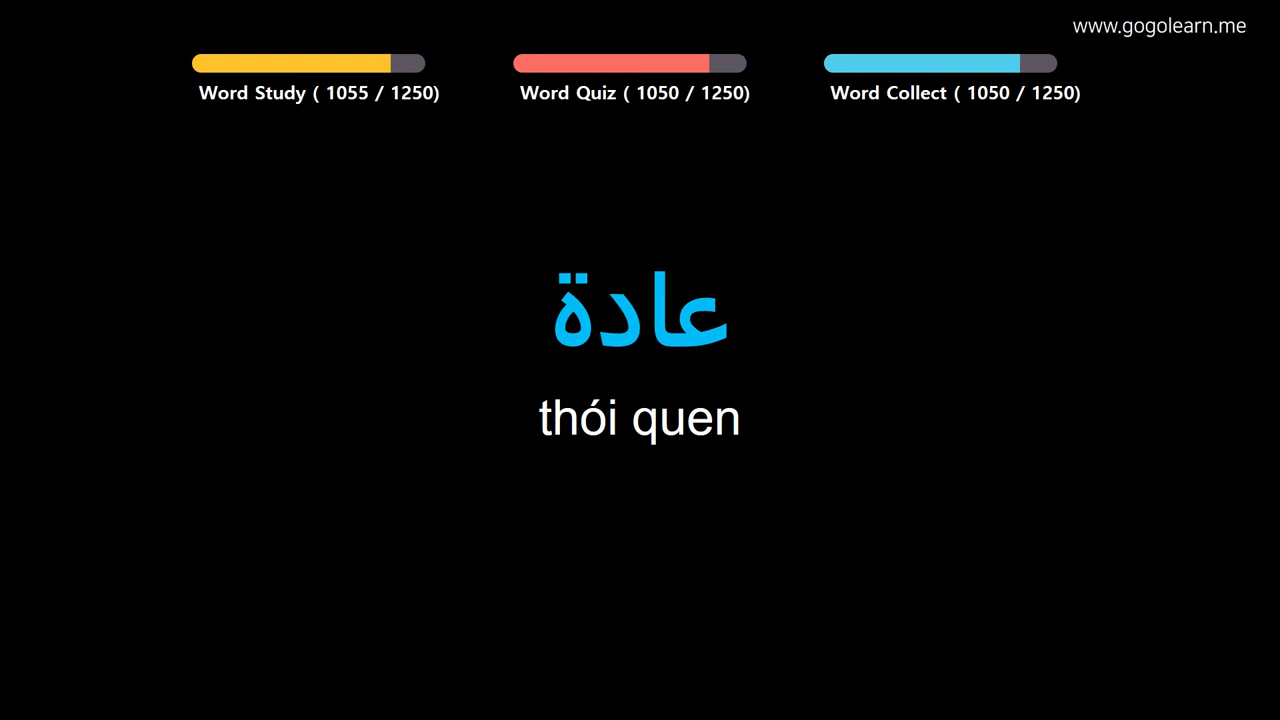 www.gogolearn.me
Word Study ( 1055 / 1250)
Word Quiz ( 1050 / 1250)
Word Collect ( 1050 / 1250)
عادة
thói quen